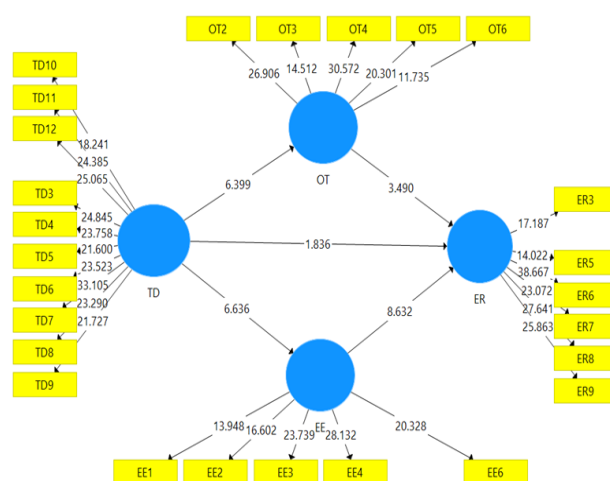 OT2 OT3 OT4 OT5 OT6
26.906 14.512 30.572 20.301 11.735
TD10
TD11
TD12
18.241
24.385
25.065
OT
6.399
3.490
TD3
TD4
TD5
TD6
TD7
TD8
TD9
24.845
23.758
21.600
23.523
33.105
23.290
21.727
TD
1.836
ER
17.187
14.022
38.667
23.072
27.641
25.863
ER3
ER5
ER6
ER7
ER8
ER9
6.636
8.632
EE
13.948 16.602 23.739 28.132 20.328
EE1 EE2 EE3 EE4 EE6